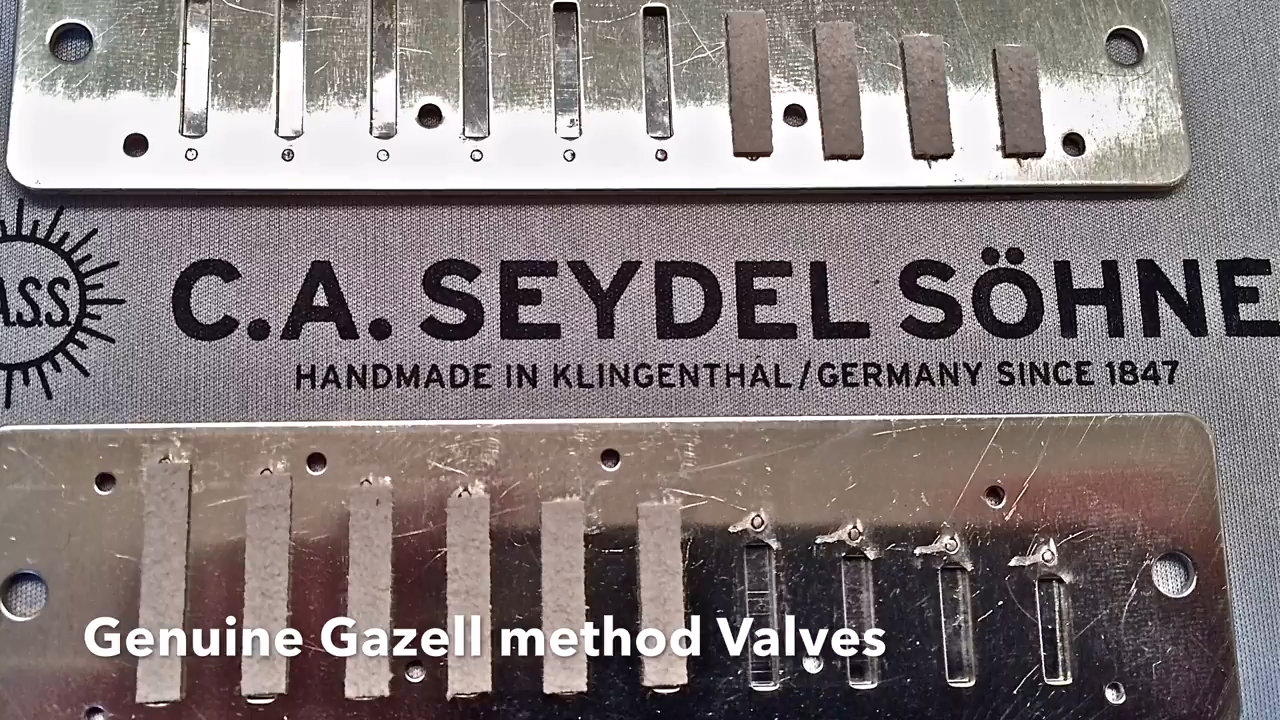 A.S.S.
C.A. SEYDEL SÖHNE
HANDMADE IN KLINGENTHAL/GERMANY SINCE 1847
Genuine Gazell method Valves